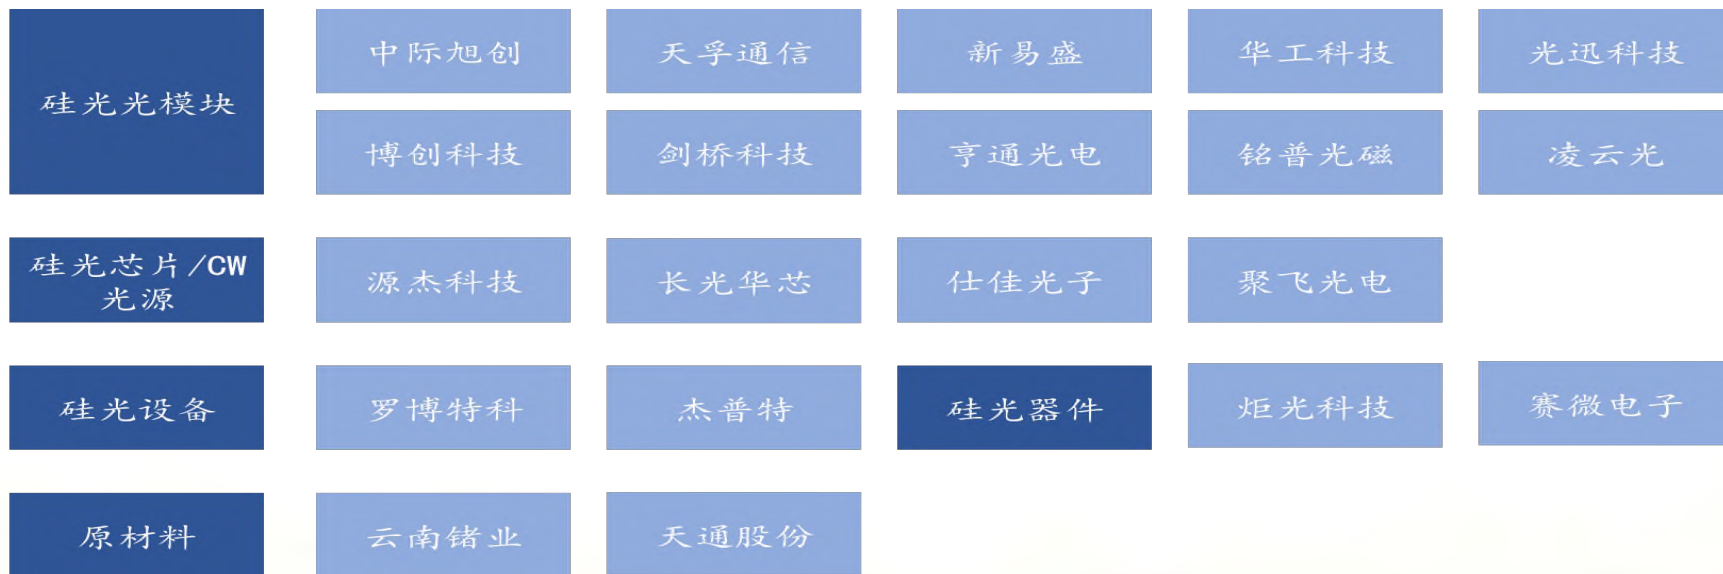 硅光光模块
中际旭创
天孚通信
新易盛
华工科技
光迅科技
博创科技
剑桥科技
亨通光电
铭普光磁
凌云光
硅光芯片/CW
光源
源杰科技
长光华芯
仕佳光子
聚飞光电
硅光设备
罗博特科
杰普特
硅光器件
炬光科技
赛微电子
原材料
云南锗业
天通股份